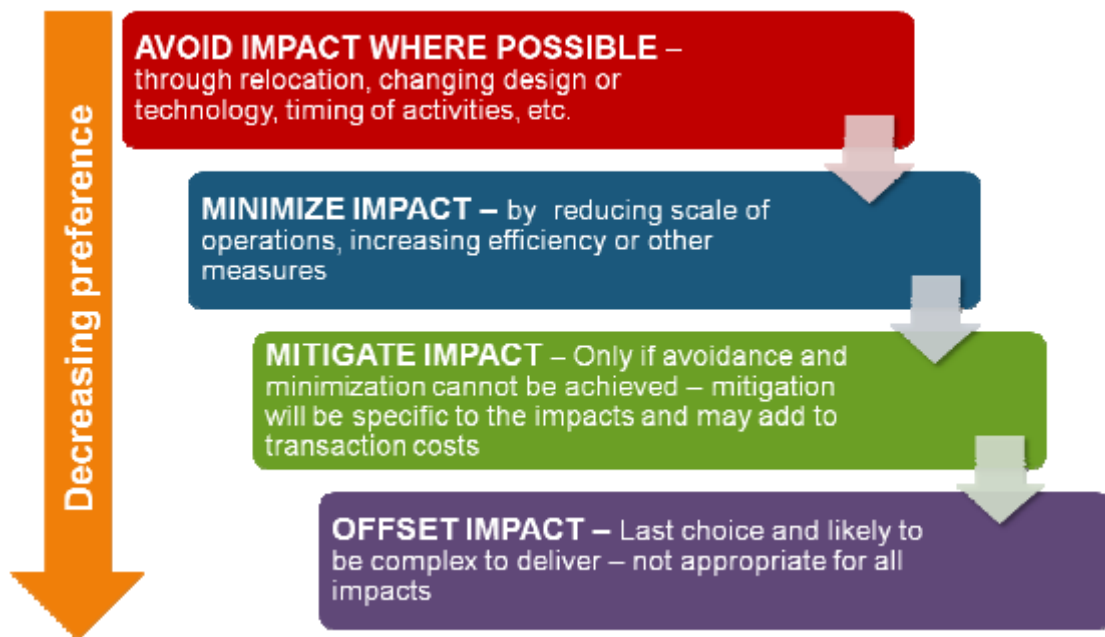 Decreasing preference
AVOID IMPACT WHERE POSSIBLE –
through relocation, changing design or
technology, timing of activities, etc.
MINIMIZE IMPACT – by reducing scale of
operations, increasing efficiency or other
measures
MITIGATE IMPACT – Only if avoidance and
minimization cannot be achieved – mitigation
will be specific to the impacts and may add to
transaction costs
OFFSET IMPACT – Last choice and likely to
be complex to deliver – not appropriate for all
impacts